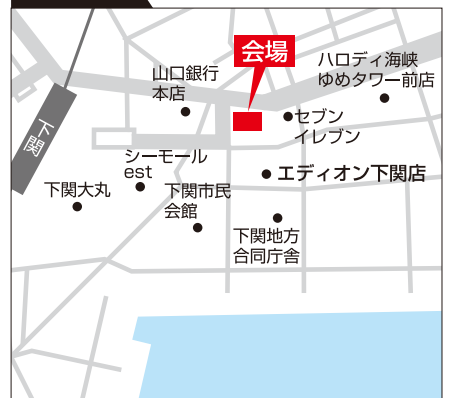 会場
ハロディ海峡
ゆめタワー前店
山口銀行
本店
セブン
イレブン
下関
シーモール
est
エディオン下関店
下関大丸
下関市民
会館
下関地方
合同庁舎